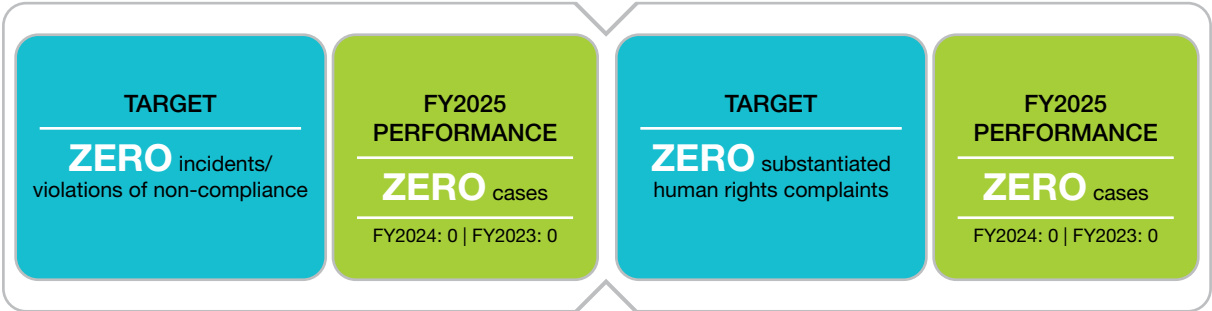 TARGET
ZERO incidents/
violations of non-compliance
FY2025
PERFORMANCE
ZERO cases
FY2024: 0 | FY2023: 0
TARGET
ZERO substantiated
human rights complaints
FY2025
PERFORMANCE
ZERO cases
FY2024: 0 | FY2023: 0